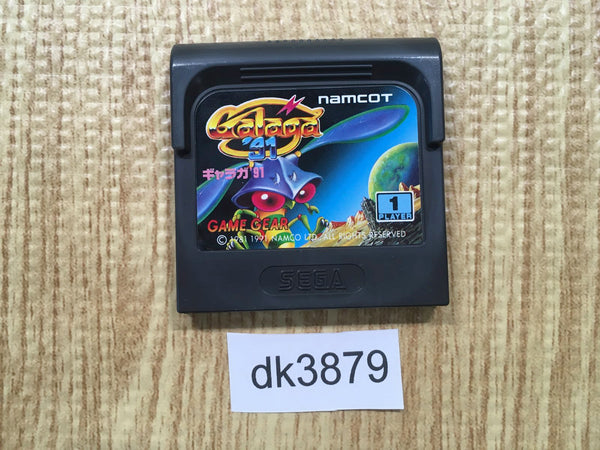 namcot
Galaga
'91
ギャラガ'91
1
PLAYER
GAME GEAR
© 1981 1991 NAMCO LTD., ALL RIGHTS RESERVED
SEGA
dk3879